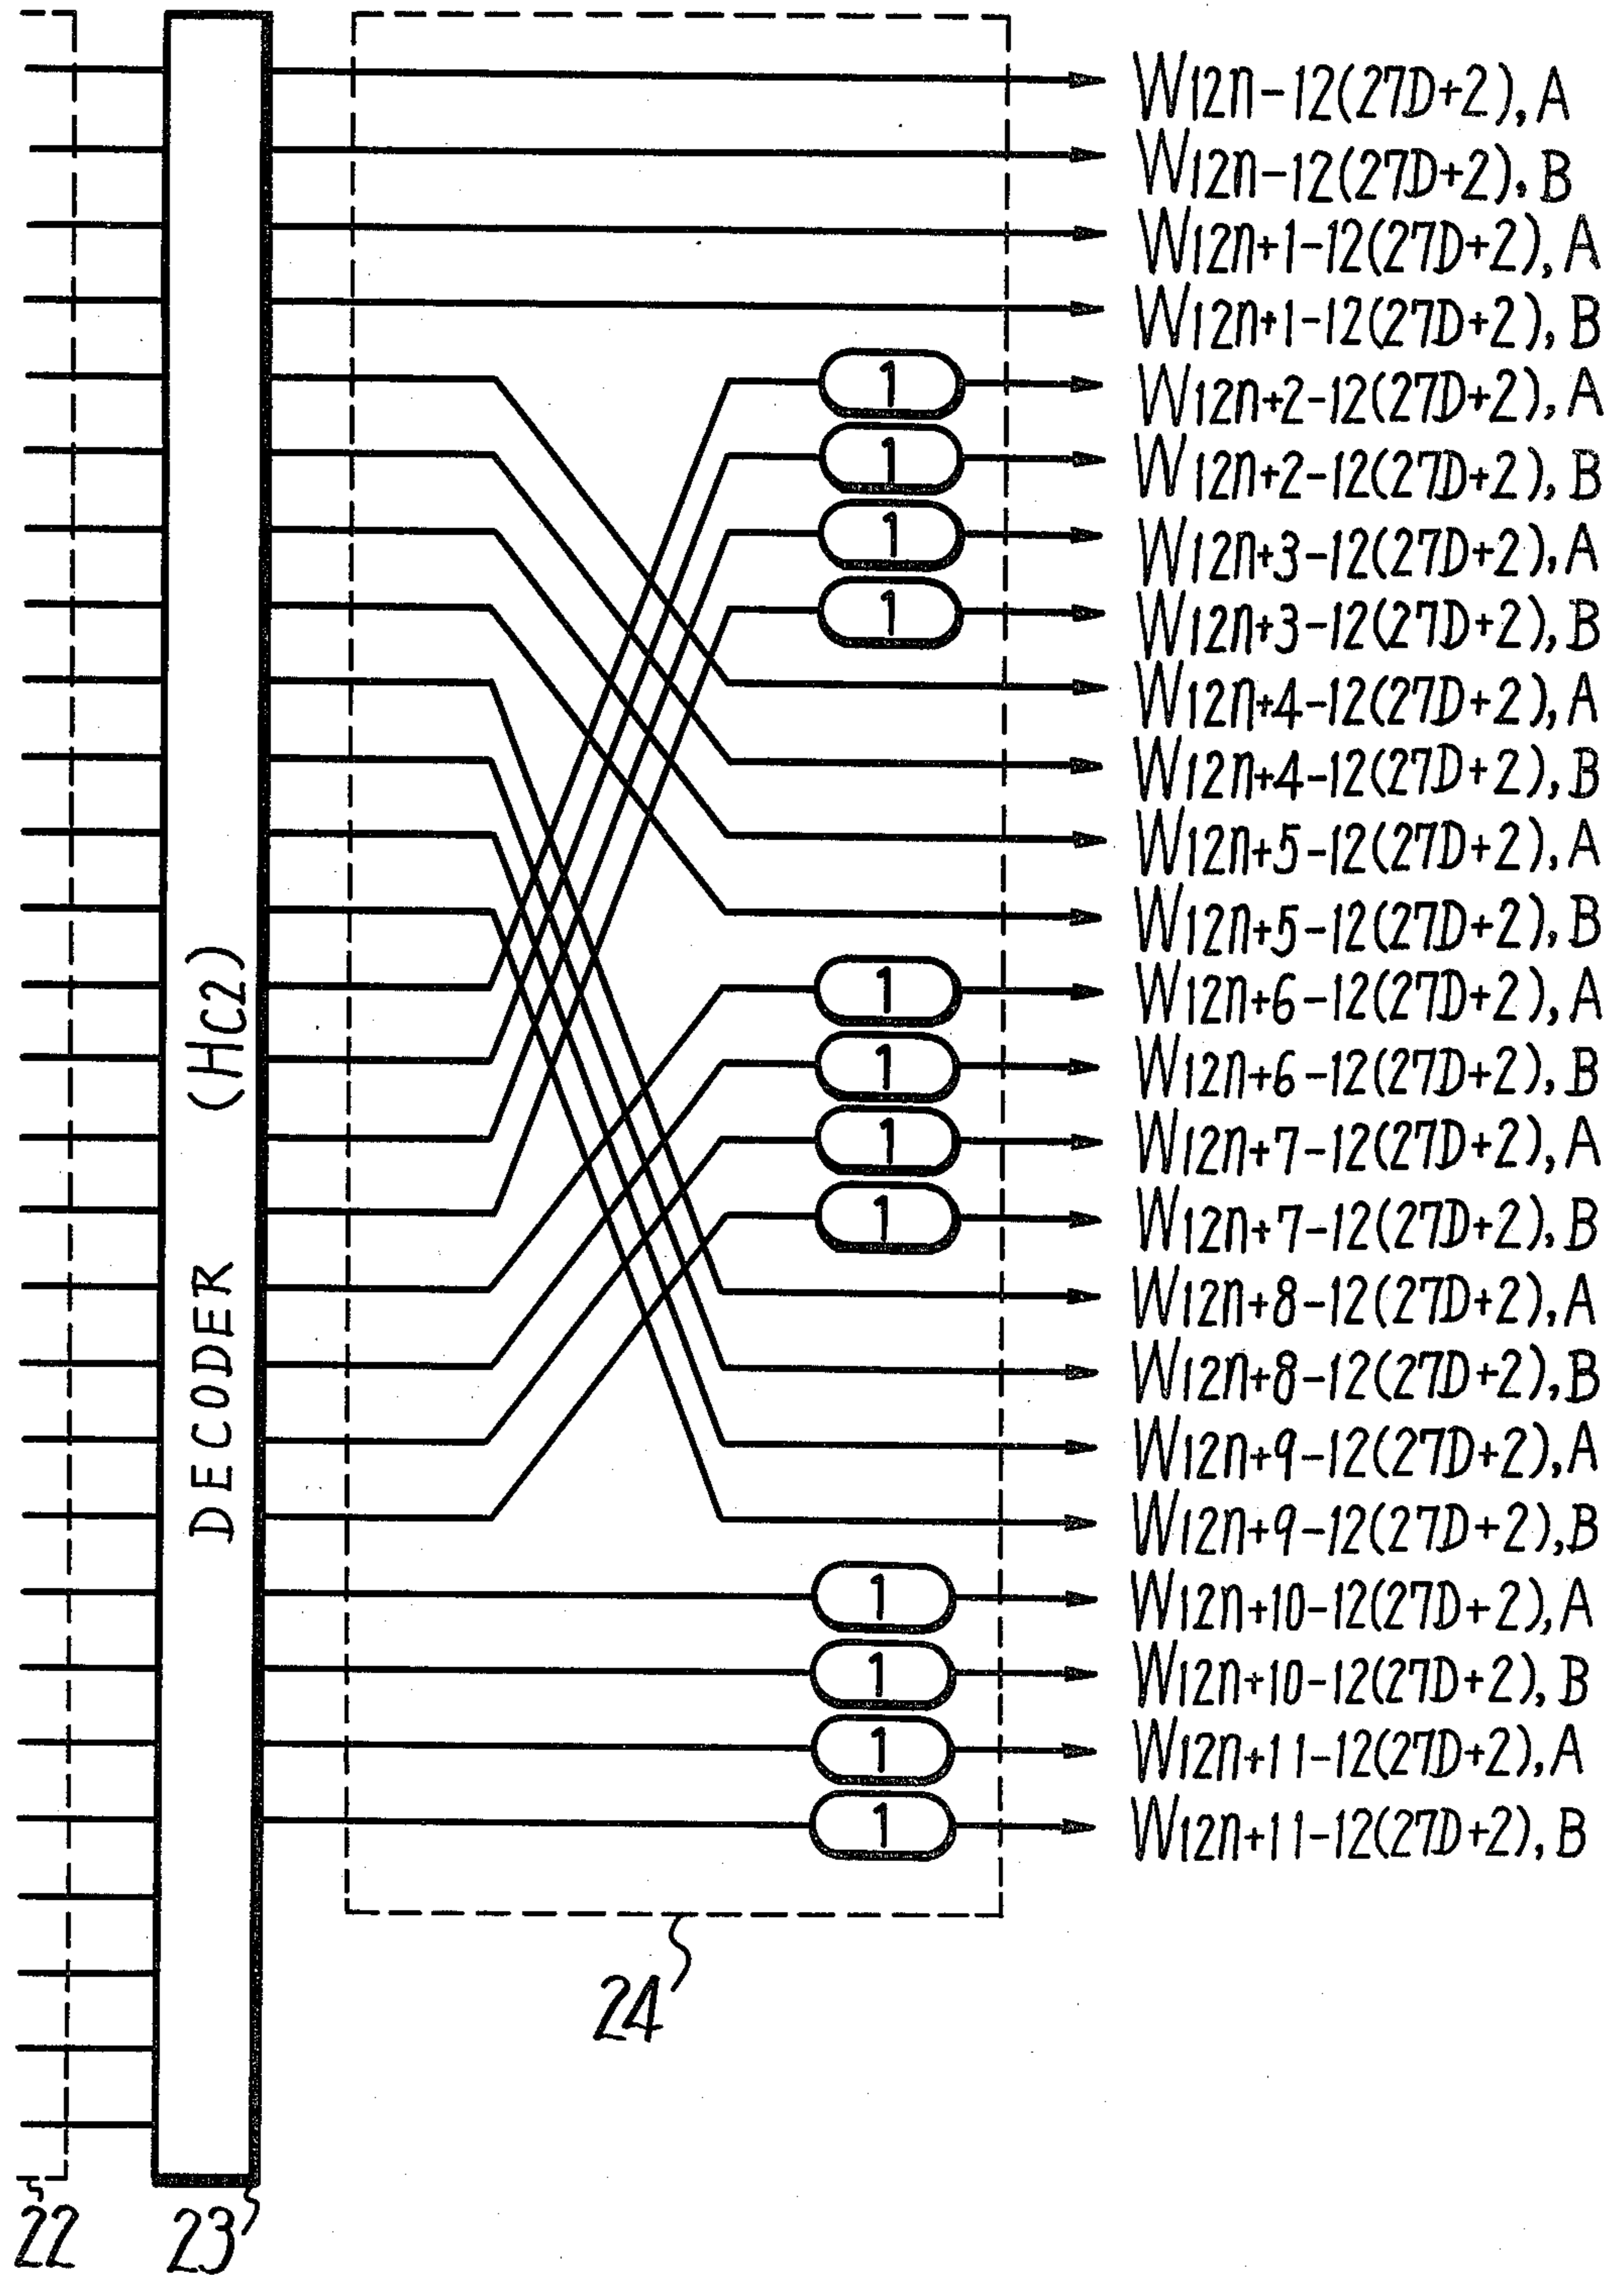 W12n-12(27D+2), A
W12n-12(27D+2), B
W12n+1-12(27D+2), A
W12n+1-12(27D+2), B
1 W12n+2-12(27D+2), A
1 W12n+2-12(27D+2), B
1 W12n+3-12(27D+2), A
1 W12n+3-12(27D+2), B
W12n+4-12(27D+2), A
W12n+4-12(27D+2), B
W12n+5-12(27D+2), A
W12n+5-12(27D+2), B
1 W12n+6-12(27D+2), A
1 W12n+6-12(27D+2), B
1 W12n+7-12(27D+2), A
1 W12n+7-12(27D+2), B
W12n+8-12(27D+2), A
W12n+8-12(27D+2), B
W12n+9-12(27D+2), A
W12n+9-12(27D+2), B
1 W12n+10-12(27D+2), A
1 W12n+10-12(27D+2), B
1 W12n+11-12(27D+2), A
1 W12n+11-12(27D+2), B
DECODER (HC2)
24
22 23